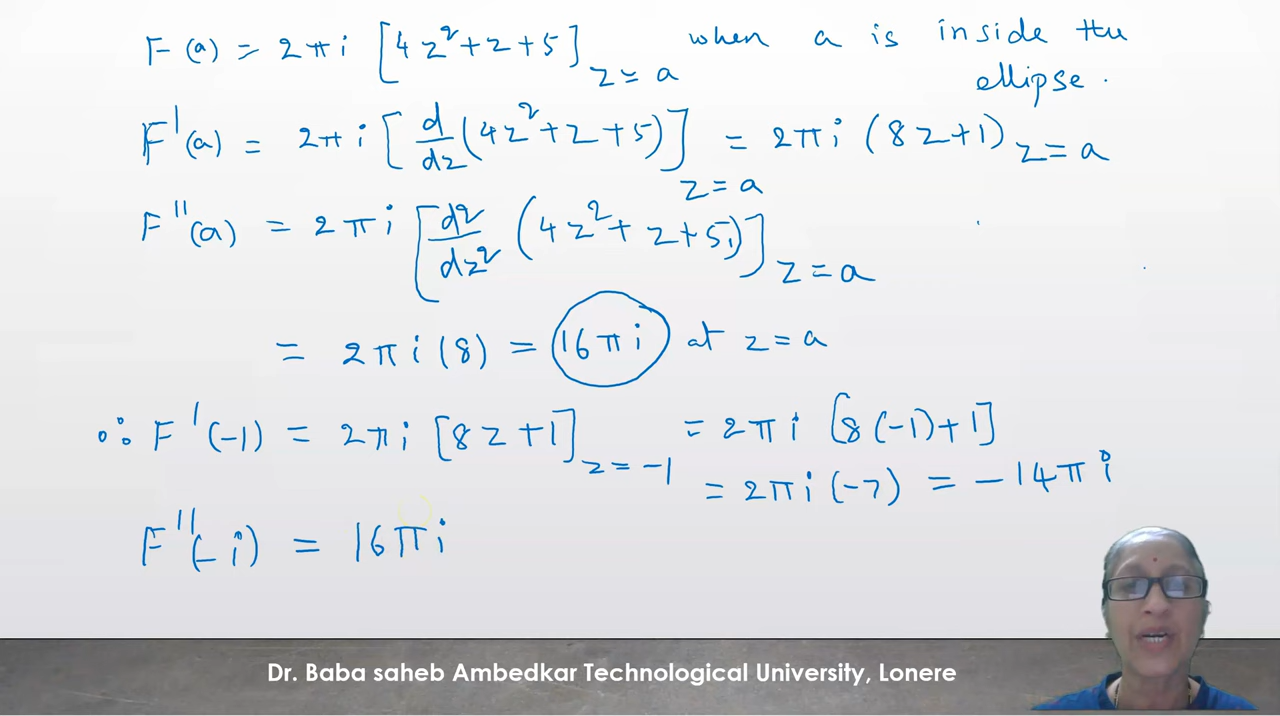 F(a) = 2πi [4z²+z+5] z=a when a is inside the ellipse.
F'(a) = 2πi [d/dz (4z²+z+5)] z=a = 2πi (8z+1) z=a
F''(a) = 2πi [d²/dz² (4z²+z+5)] z=a
= 2πi(8) = 16πi at z=a
∴ F'(-1) = 2πi [8z+1] z=-1 = 2πi [8(-1)+1]
= 2πi(-7) = -14πi
F''(-i) = 16πi
Dr. Baba saheb Ambedkar Technological University, Lonere